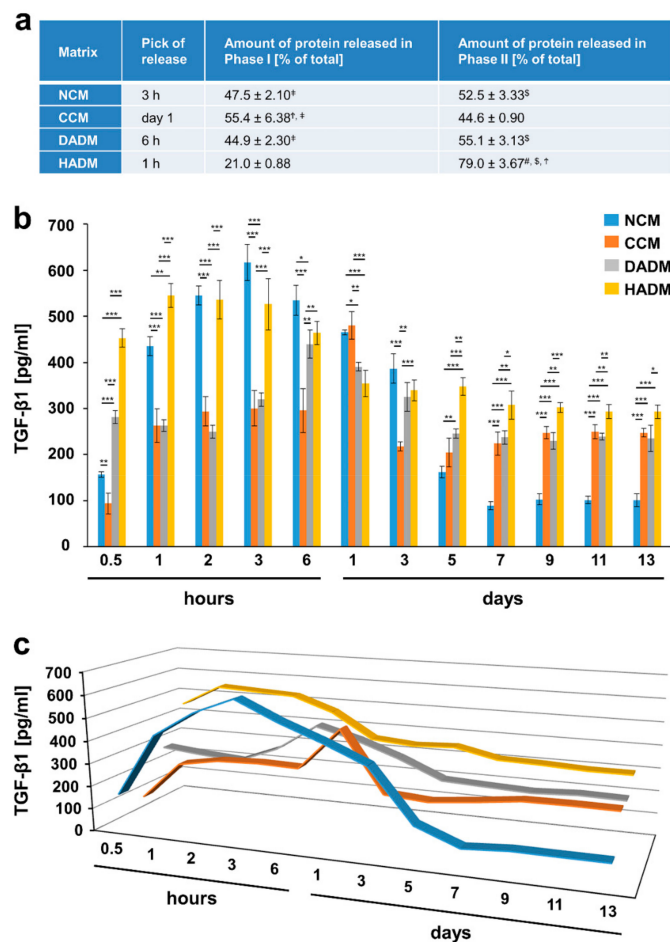 a
Matrix
Pick of
release
Amount of protein released in
Phase I [% of total]
Amount of protein released in
Phase II [% of total]
NCM 3 h 47.5 ± 2.10‡ 52.5 ± 3.33$
CCM day 1 55.4 ± 6.38†, ‡ 44.6 ± 0.90
DADM 6 h 44.9 ± 2.30‡ 55.1 ± 3.13$
HADM 1 h 21.0 ± 0.88 79.0 ± 3.67#, $, †
b
TGF-β1 [pg/ml]
700
600
500
400
300
200
100
0
NCM
CCM
DADM
HADM
0.5 1 2 3 6 1 3 5 7 9 11 13
hours days
c
TGF-β1 [pg/ml]
700
600
500
400
300
200
100
0
0.5 1 2 3 6 1 3 5 7 9 11 13
hours days